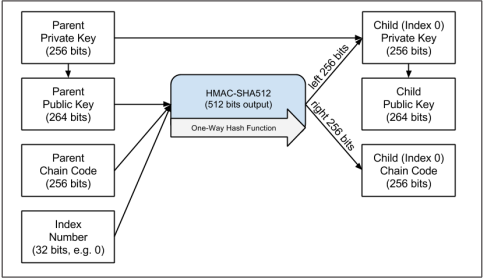 Parent
Private Key
(256 bits)
Parent
Public Key
(264 bits)
Parent
Chain Code
(256 bits)
Index
Number
(32 bits, e.g. 0)
HMAC-SHA512
(512 bits output)
One-Way Hash Function
left 256 bits
right 256 bits
Child (Index 0)
Private Key
(256 bits)
Child
Public Key
(264 bits)
Child (Index 0)
Chain Code
(256 bits)